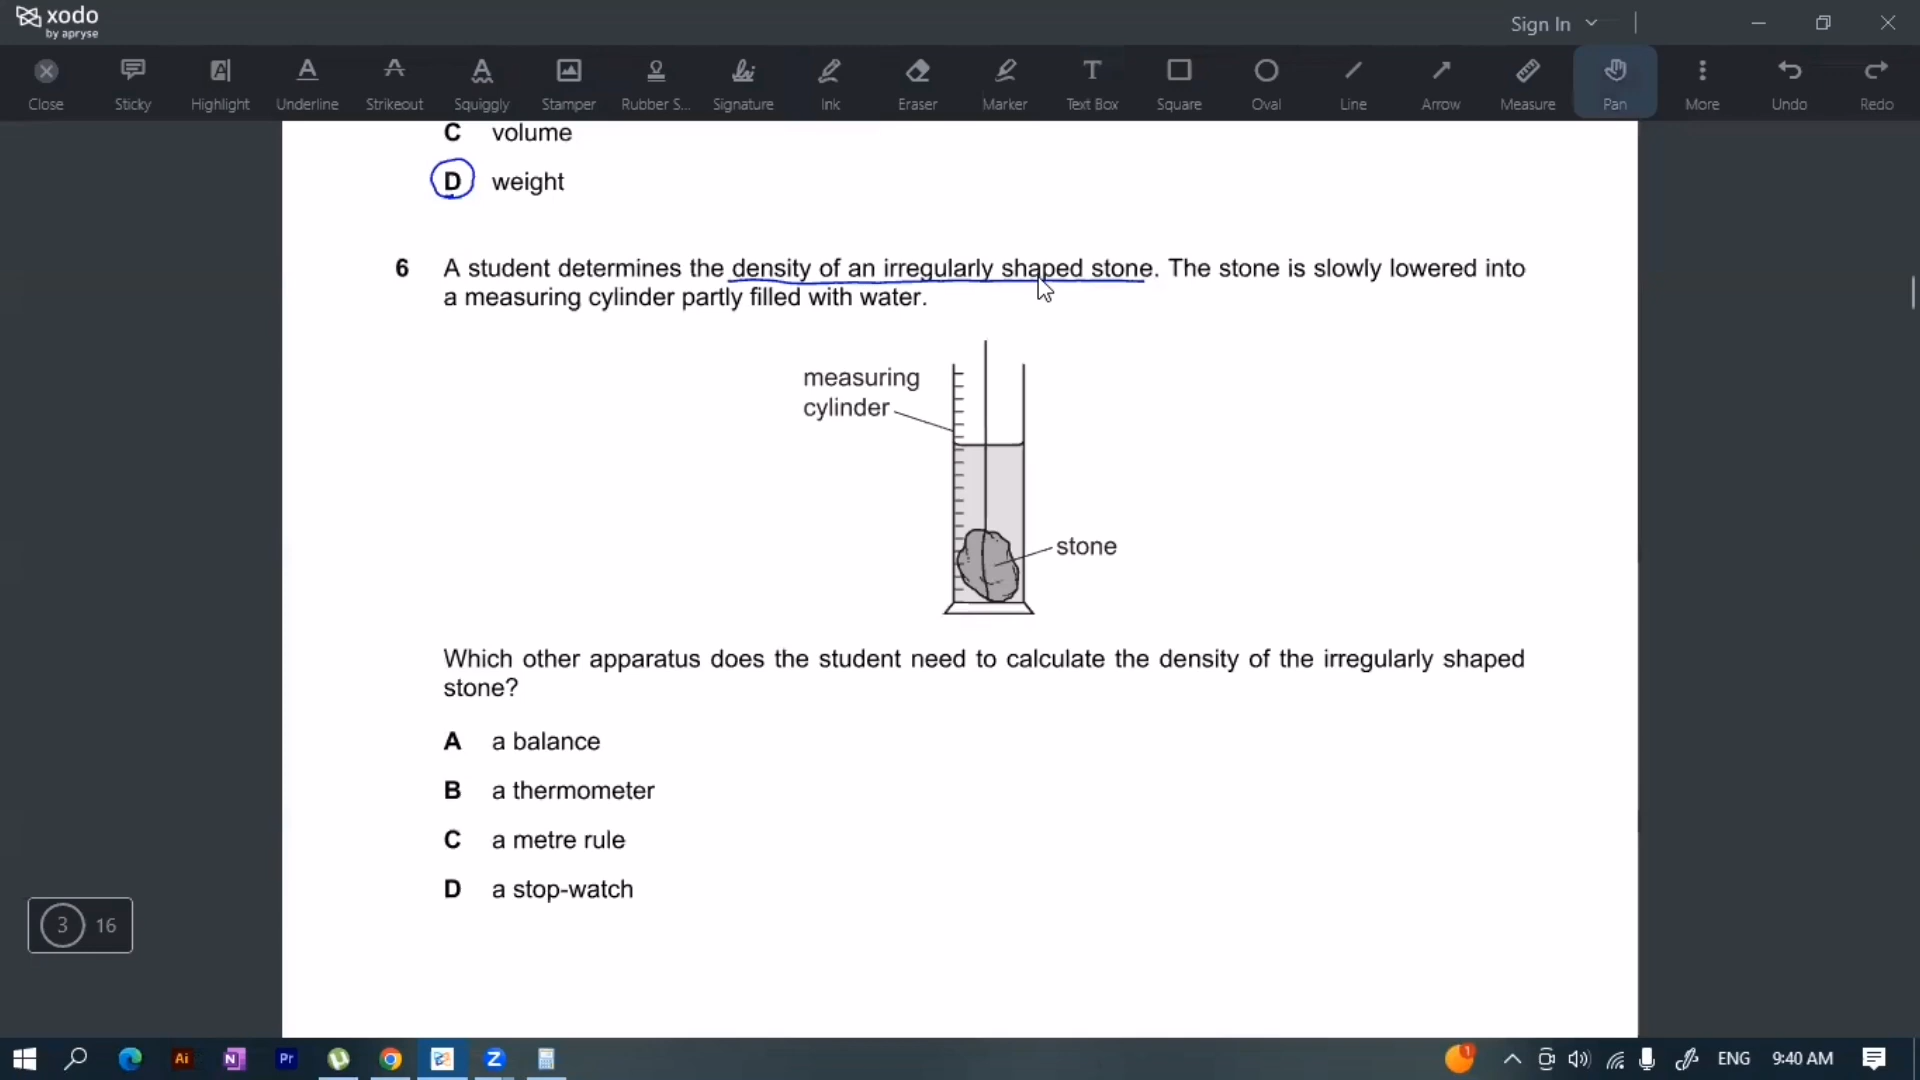 xodo
by apryse
Sign In
Close
Sticky
Highlight
Underline
Strikeout
Squiggly
Stamper
Rubber S...
Signature
Ink
Eraser
Marker
Text Box
Square
Oval
Line
Arrow
Measure
Pan
More
Undo
Redo
C volume
D weight
6 A student determines the density of an irregularly shaped stone. The stone is slowly lowered into
a measuring cylinder partly filled with water.
measuring
cylinder
stone
Which other apparatus does the student need to calculate the density of the irregularly shaped
stone?
A a balance
B a thermometer
C a metre rule
D a stop-watch
3 16
Ai
N
Pr
Z
1
ENG
9:40 AM